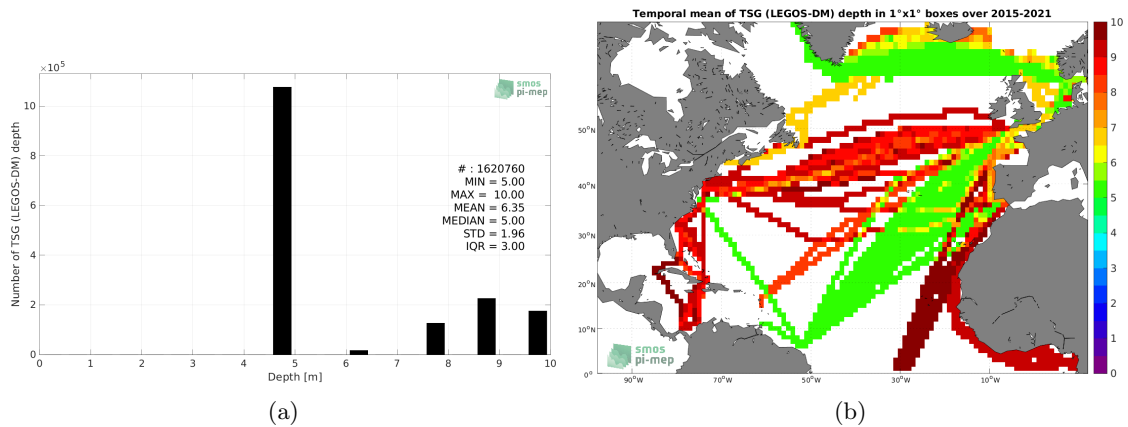 ×10⁵
10
8
6
4
2
0
0 1 2 3 4 5 6 7 8 9 10
Number of TSG (LEGOS-DM) depth
Depth [m]
smos
pi-mep
# : 1620760
MIN = 5.00
MAX = 10.00
MEAN = 6.35
MEDIAN = 5.00
STD = 1.96
IQR = 3.00
(a)
Temporal mean of TSG (LEGOS-DM) depth in 1°x1° boxes over 2015-2021
50°N
40°N
30°N
20°N
10°N
0°
90°W 70°W 50°W 30°W 10°W
smos
pi-mep
10
9
8
7
6
5
4
3
2
1
0
(b)